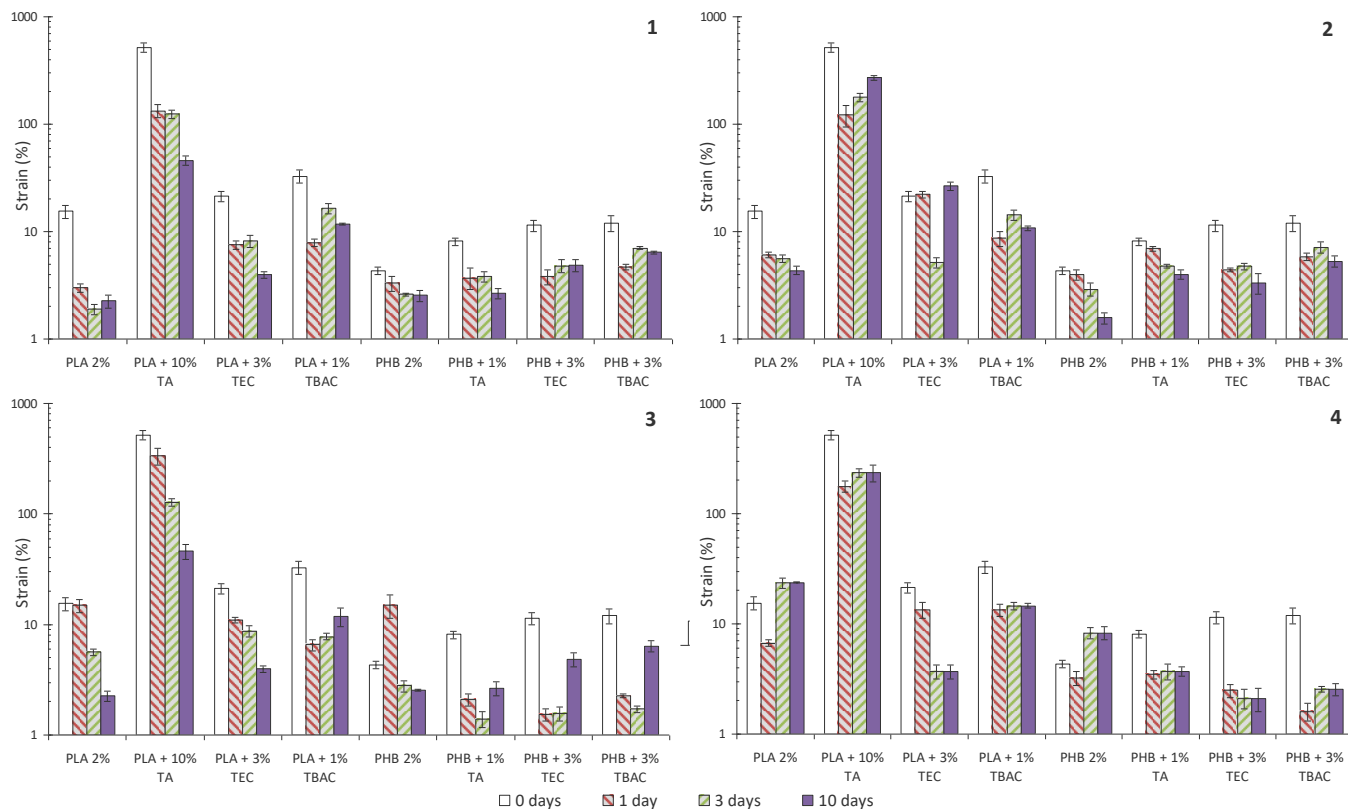 1
1000
100
10
1
Strain (%)
PLA 2% PLA + 10% PLA + 3% PLA + 1% PHB 2% PHB + 1% PHB + 3% PHB + 3%
TA TEC TBAC TA TEC TBAC
2
1000
100
10
1
Strain (%)
PLA 2% PLA + 10% PLA + 3% PLA + 1% PHB 2% PHB + 1% PHB + 3% PHB + 3%
TA TEC TBAC TA TEC TBAC
3
1000
100
10
1
Strain (%)
PLA 2% PLA + 10% PLA + 3% PLA + 1% PHB 2% PHB + 1% PHB + 3% PHB + 3%
TA TEC TBAC TA TEC TBAC
4
1000
100
10
1
Strain (%)
PLA 2% PLA + 10% PLA + 3% PLA + 1% PHB 2% PHB + 1% PHB + 3% PHB + 3%
TA TEC TBAC TA TEC TBAC
0 days 1 day 3 days 10 days